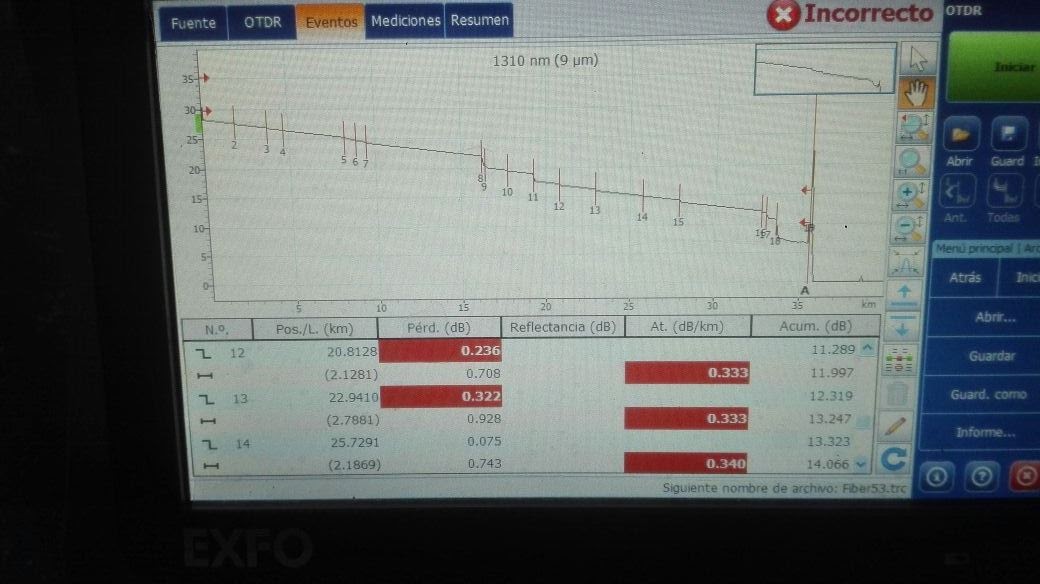 Fuente OTDR Eventos Mediciones Resumen Incorrecto OTDR
1310 nm (9 µm)
Iniciar
35
30
25
20
15
10
5
0
2 3 4 5 6 7 8 9 10 11 12 13 14 15 18
A
5 10 15 20 25 30 35 km
Abrir Guard
Ant. Todas
Menú principal
Atrás Inic
Abrir...
Guardar
Guard. como
Informe...
N.º. Pos./L. (km) Pérd. (dB) Reflectancia (dB) At. (dB/km) Acum. (dB)
12 20.8128 0.236 11.289
(2.1281) 0.708 0.333 11.997
13 22.9410 0.322 12.319
(2.7881) 0.928 0.333 13.247
14 25.7291 0.075 13.323
(2.1869) 0.743 0.340 14.066
Siguiente nombre de archivo: Fiber53.trc
EXFO